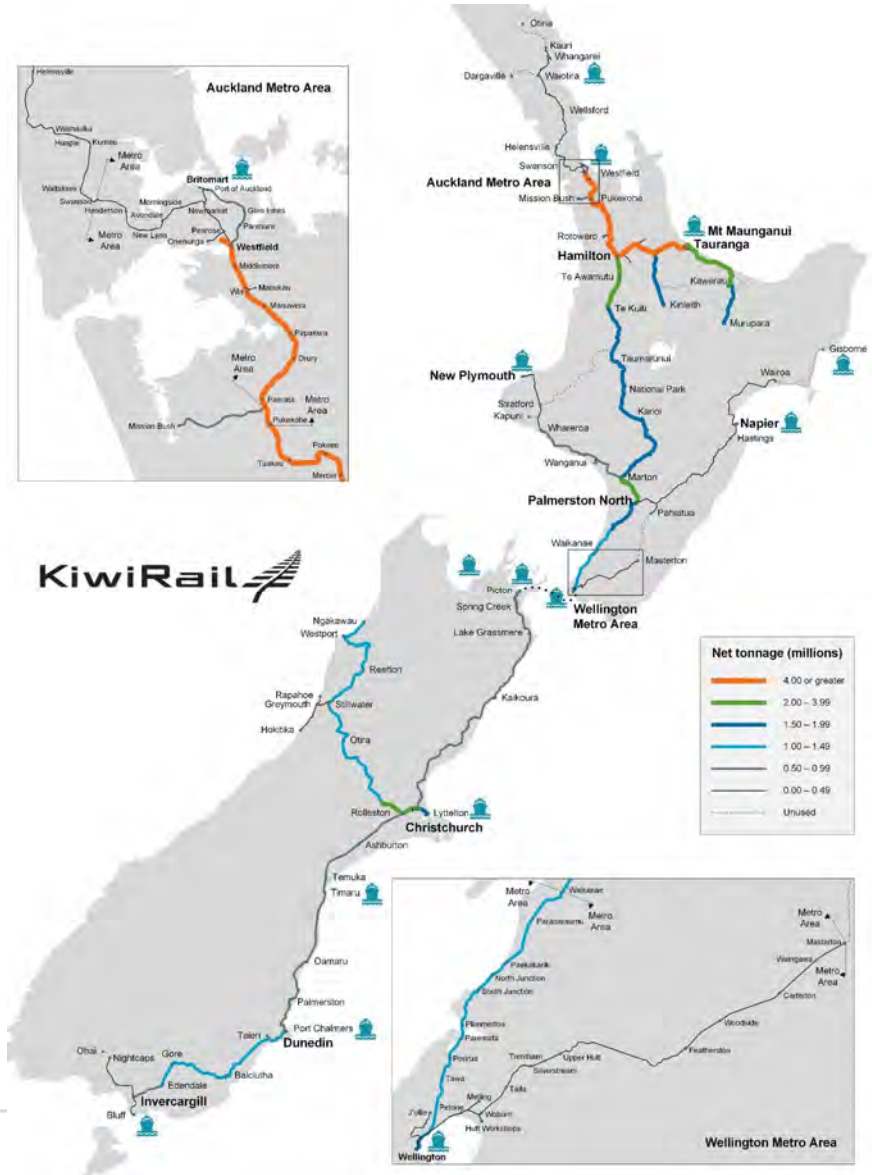 Otiria
Kauri
Whangarei
Dargaville
Waiotira
Wellsford
Helensville
Swanson
Westfield
Auckland Metro Area
Mission Bush
Pukekohe
Rotowaro
Hamilton
Mt Maunganui
Tauranga
Te Awamutu
Kawerau
Te Kuiti
Kinleith
Murupara
Taumarunui
Gisborne
New Plymouth
National Park
Wairoa
Stratford
Kapuni
Karioi
Whareroa
Napier
Hastings
Wanganui
Marton
Palmerston North
Pahiatua
Waikanae
Masterton
Wellington
Metro Area
Auckland Metro Area
Helensville
Waimauku
Huapai
Kumeu
Metro
Area
Britomart
Port of Auckland
Waitakere
Swanson
Henderson
Morningside
Avondale
Newmarket
Glen Innes
Panmure
Metro
Area
New Lynn
Penrose
Onehunga
Westfield
Middlemore
Wiri
Manukau
Manurewa
Papakura
Drury
Metro
Area
Paerata
Metro
Area
Mission Bush
Pukekohe
Pokeno
Tuakau
Mercer
KiwiRail
Picton
Spring Creek
Lake Grassmere
Ngakawau
Westport
Reefton
Kaikoura
Rapahoe
Greymouth
Stillwater
Hokitika
Otira
Rolleston
Lyttelton
Christchurch
Ashburton
Temuka
Timaru
Oamaru
Palmerston
Port Chalmers
Taieri
Dunedin
Ohai
Nightcaps
Gore
Balclutha
Edendale
Invercargill
Bluff
Net tonnage (millions)
4.00 or greater
2.00 – 3.99
1.50 – 1.99
1.00 – 1.49
0.50 – 0.99
0.00 – 0.49
Unused
Metro
Area
Waikanae
Metro
Area
Paraparaumu
Metro
Area
Masterton
Paekakariki
Waingawa
Metro
Area
North Junction
South Junction
Carterton
Plimmerton
Woodside
Paremata
Featherston
Trentham
Upper Hutt
Porirua
Silverstream
Tawa
Melling
Taita
J'ville
Petone
Woburn
Hutt Workshops
Wellington
Wellington Metro Area